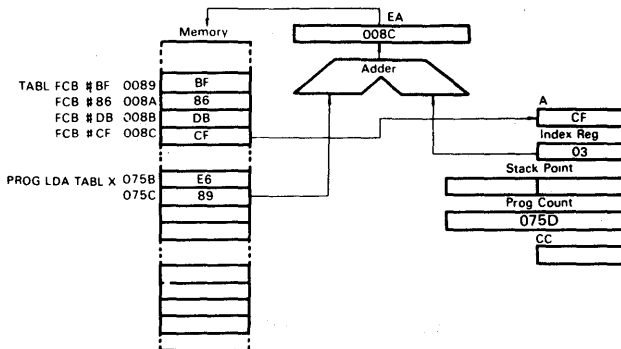 EA
Memory
008C
Adder
TABL FCB #BF 0089 BF
FCB #86 008A 86
FCB #DB 008B DB
FCB #CF 008C CF
A
CF
Index Reg
03
PROG LDA TABL X 075B E6
075C 89
Stack Point
Prog Count
075D
CC